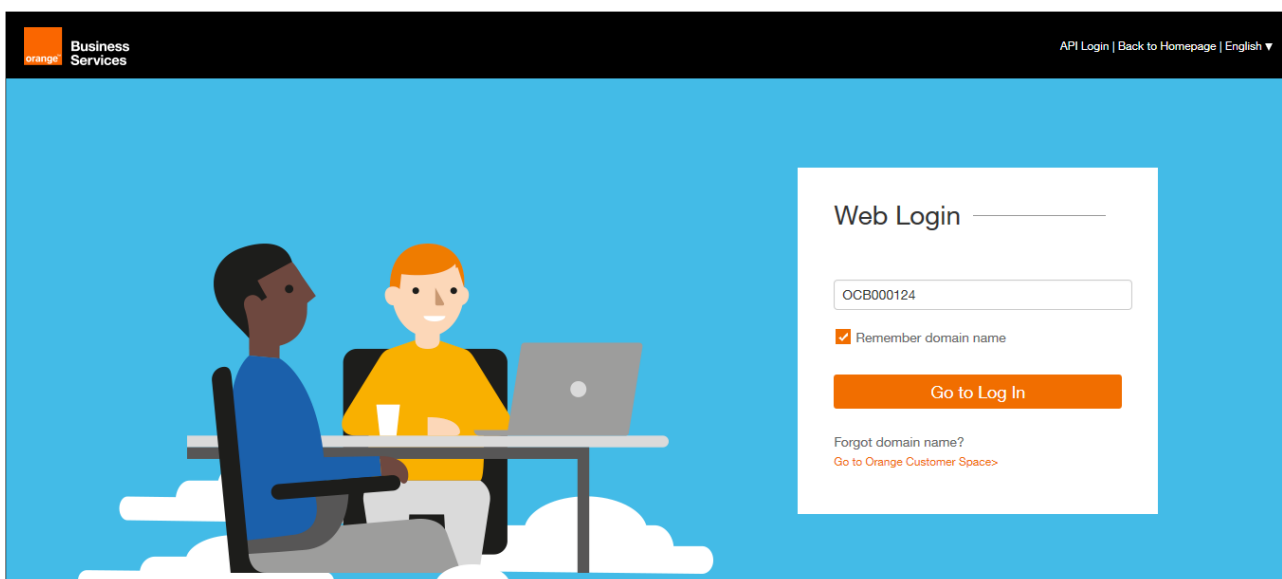 orange™
Business
Services
API Login | Back to Homepage | English ▼
Web Login
OCB000124
Remember domain name
Go to Log In
Forgot domain name?
Go to Orange Customer Space>